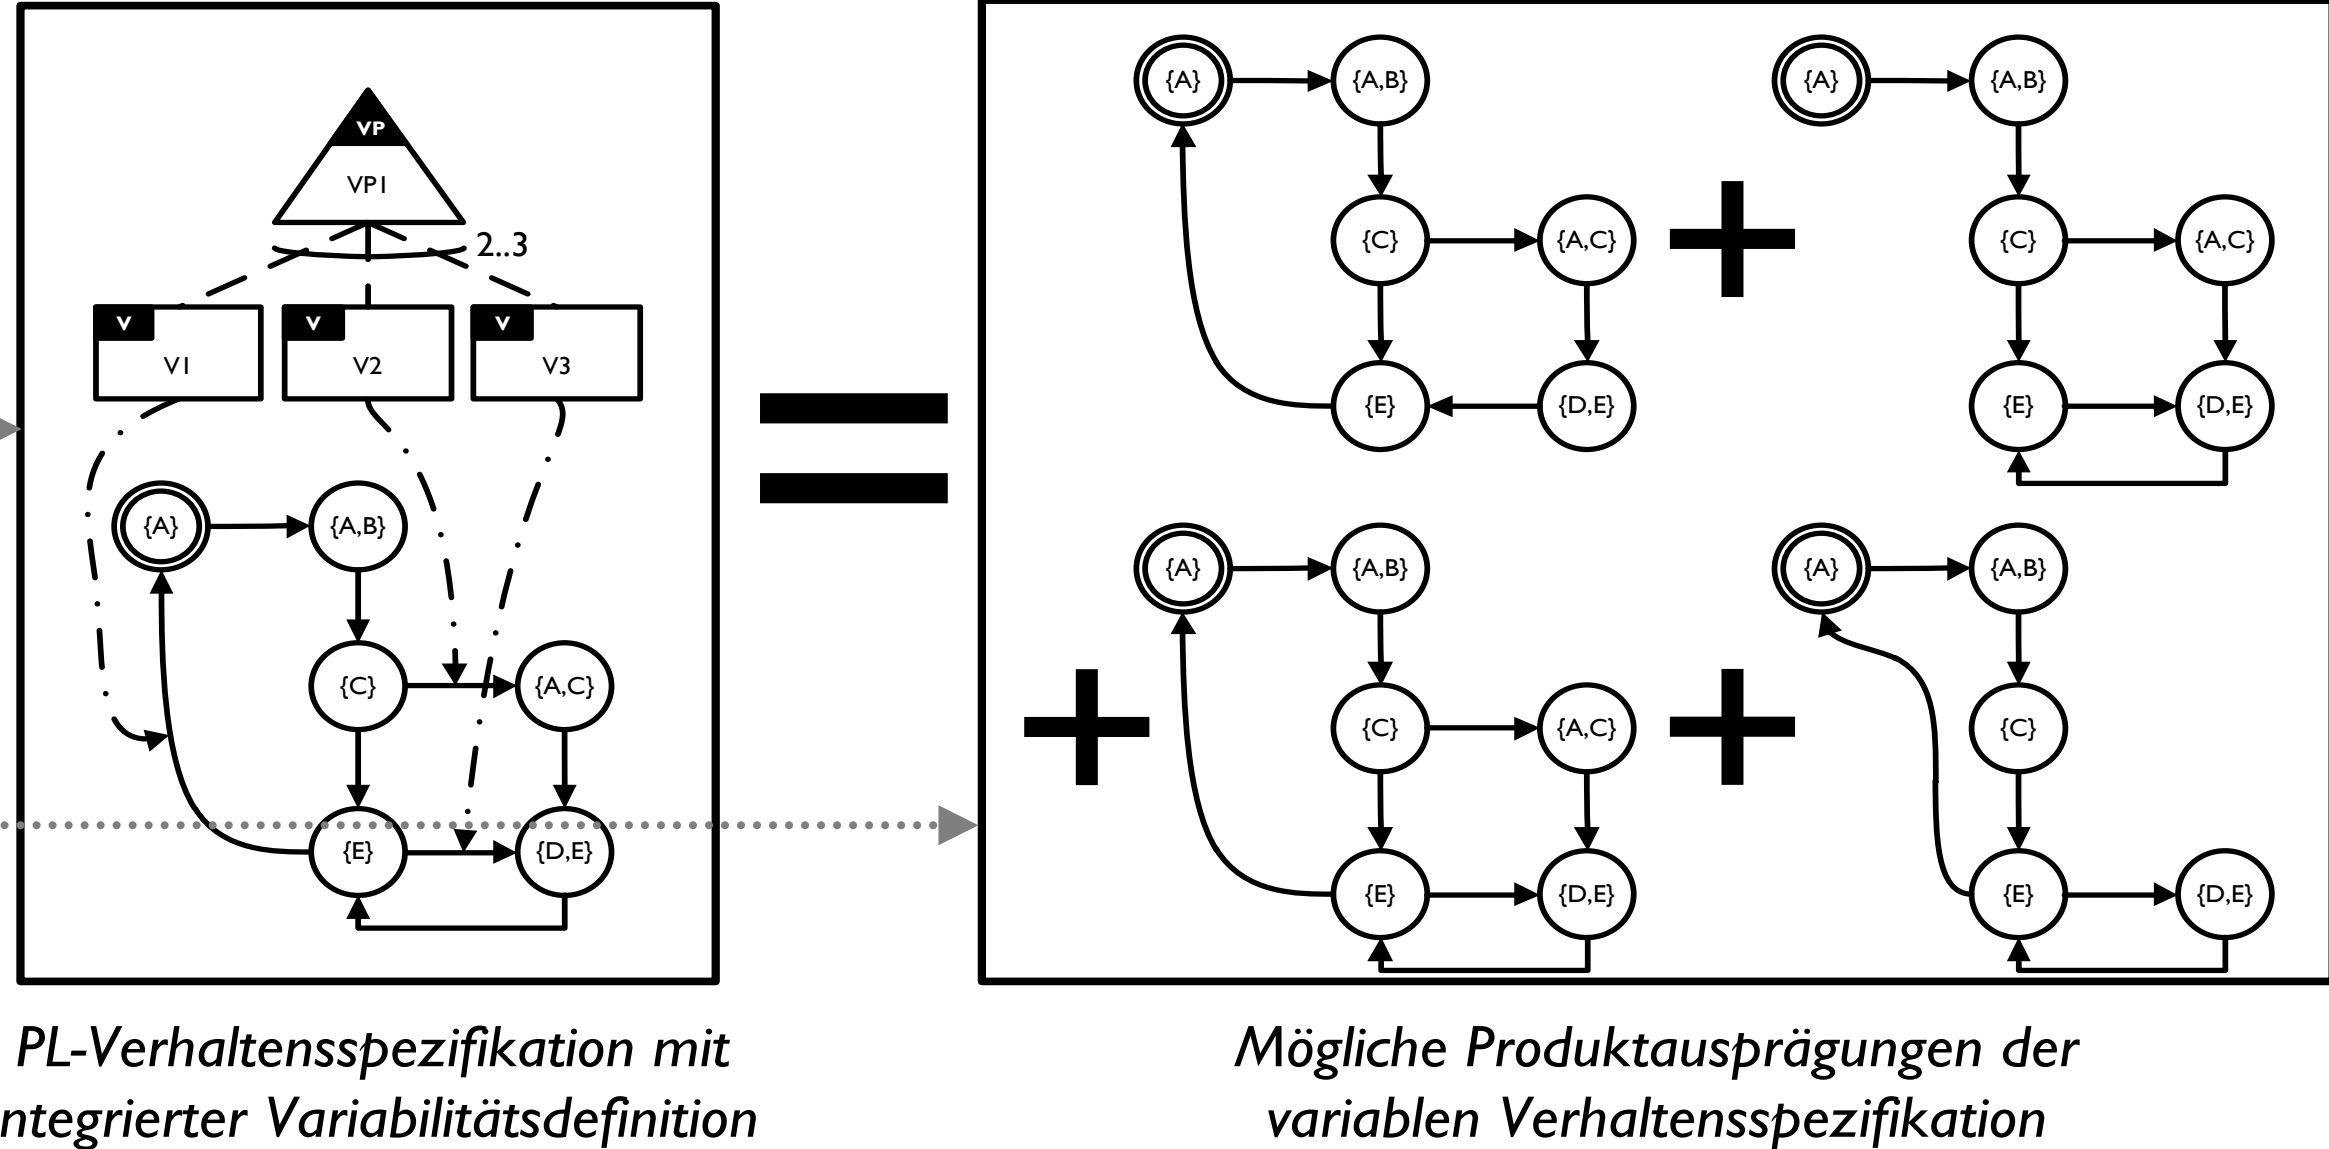 VP
VP1
2..3
V
V
V
V1
V2
V3
{A}
{A,B}
{C}
{A,C}
{E}
{D,E}
{A}
{A,B}
{C}
{A,C}
{E}
{D,E}
{A}
{A,B}
{C}
{A,C}
{E}
{D,E}
{A}
{A,B}
{C}
{A,C}
{E}
{D,E}
{A}
{A,B}
{C}
{E}
{D,E}
PL-Verhaltensspezifikation mit
ntegrierter Variabilitätsdefinition
Mögliche Produktausprägungen der
variablen Verhaltensspezifikation